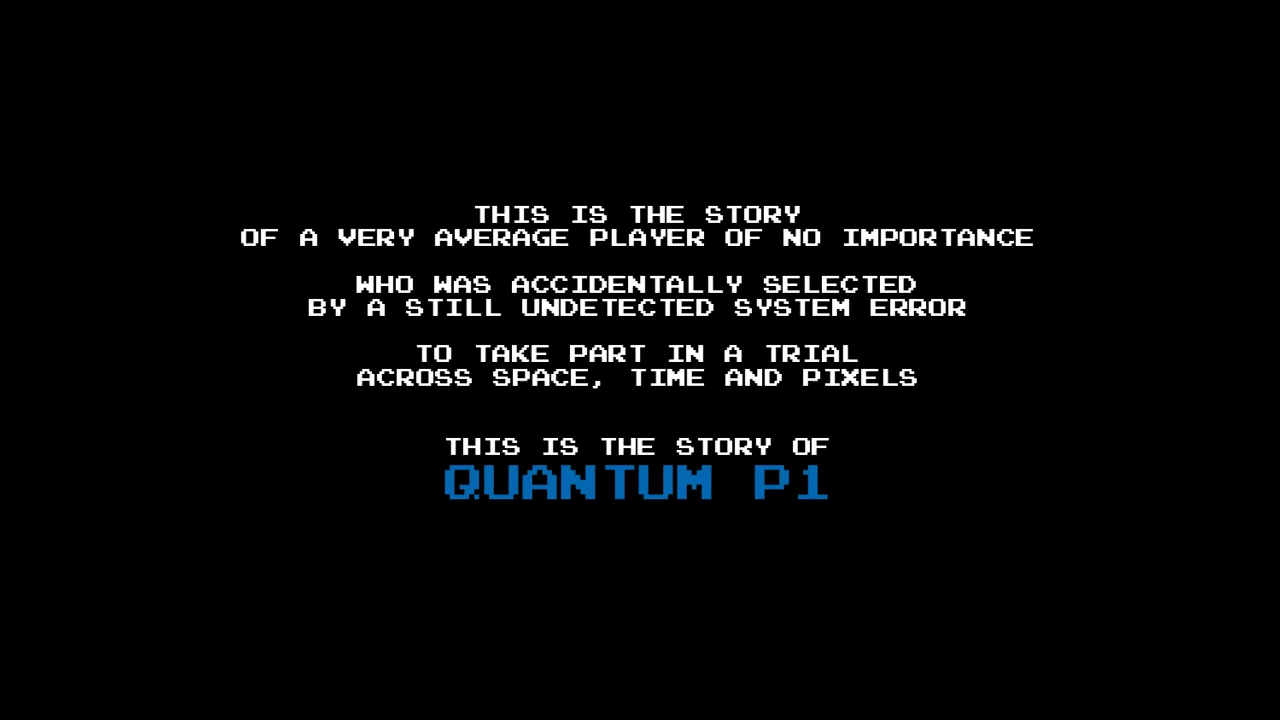 THIS IS THE STORY
OF A VERY AVERAGE PLAYER OF NO IMPORTANCE
WHO WAS ACCIDENTALLY SELECTED
BY A STILL UNDETECTED SYSTEM ERROR
TO TAKE PART IN A TRIAL
ACROSS SPACE, TIME AND PIXELS
THIS IS THE STORY OF
QUANTUM P1